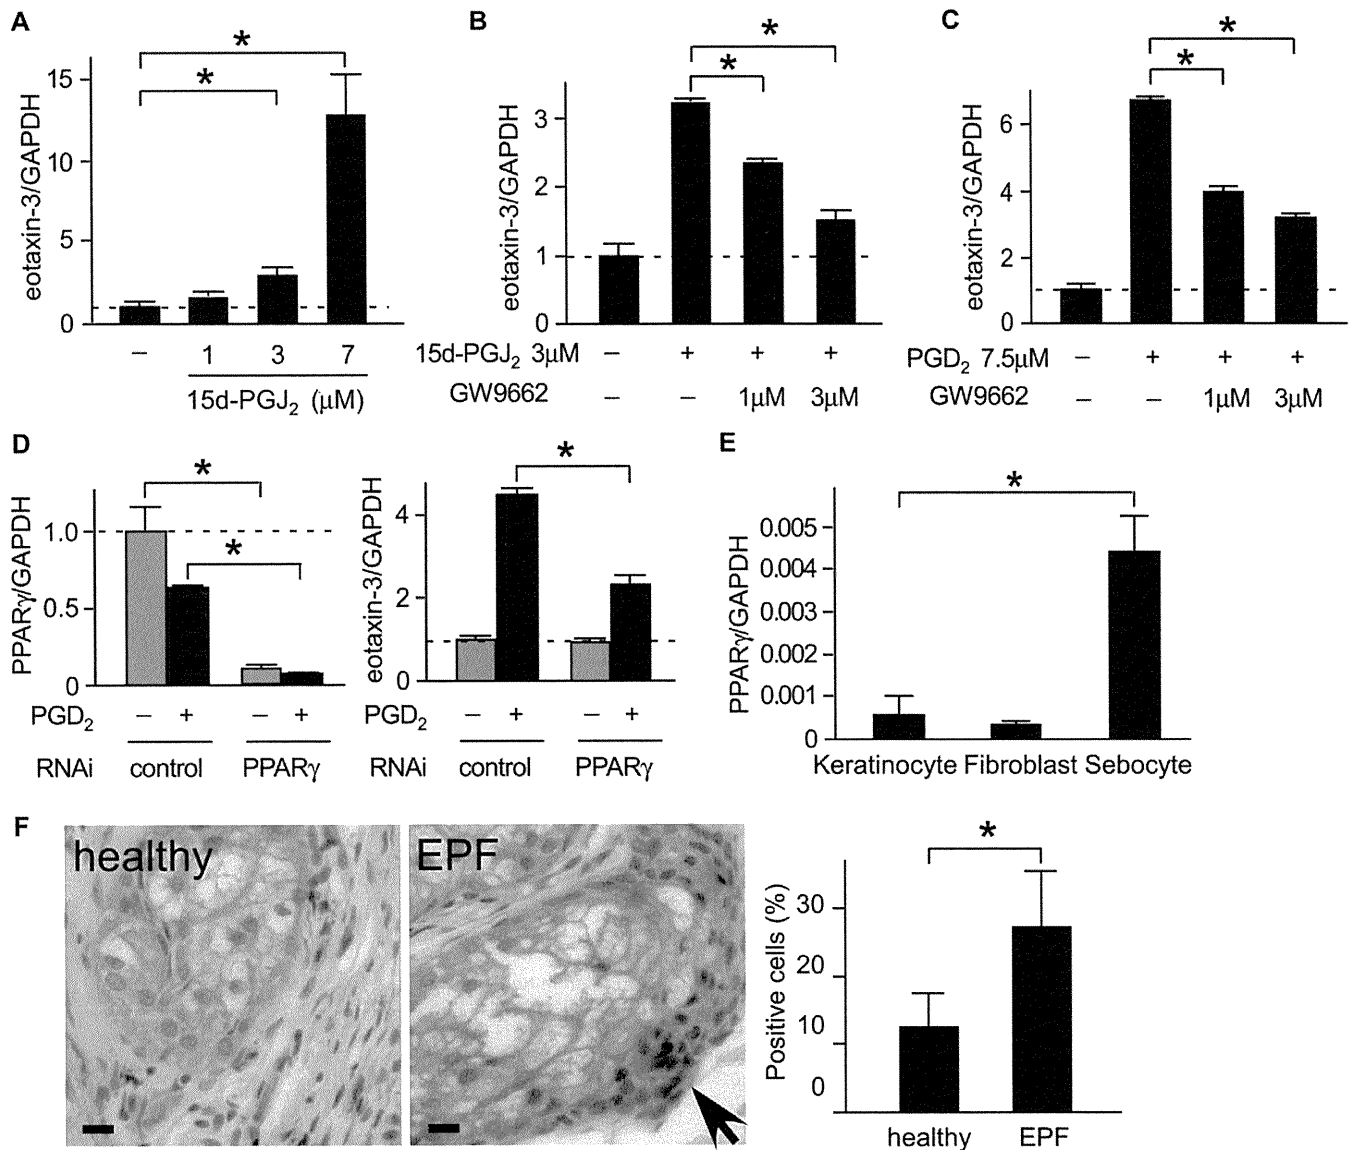 A
eotaxin-3/GAPDH
15
10
5
0
*
*
– 1 3 7
15d-PGJ2 (μM)
B
eotaxin-3/GAPDH
3
2
1
0
*
*
15d-PGJ2 3μM – + + +
GW9662 – – 1μM 3μM
C
eotaxin-3/GAPDH
6
4
2
0
*
*
PGD2 7.5μM – + + +
GW9662 – – 1μM 3μM
D
PPARγ/GAPDH
1.0
0.5
0
*
*
PGD2 – + – +
RNAi control PPARγ
eotaxin-3/GAPDH
4
2
0
*
PGD2 – + – +
RNAi control PPARγ
E
PPARγ/GAPDH
0.005
0.004
0.003
0.002
0.001
0
*
Keratinocyte Fibroblast Sebocyte
F
healthy
EPF
Positive cells (%)
30
20
10
0
*
healthy EPF